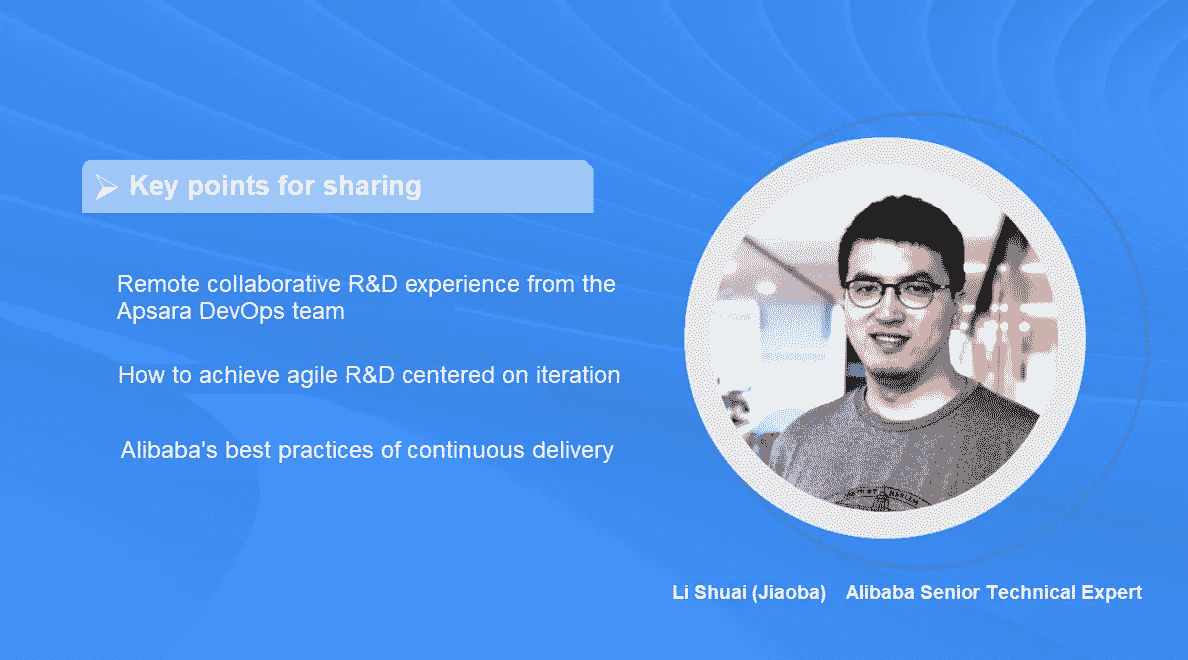 Key points for sharing
Remote collaborative R&D experience from the
Apsara DevOps team
How to achieve agile R&D centered on iteration
Alibaba's best practices of continuous delivery
Li Shuai (Jiaoba) Alibaba Senior Technical Expert